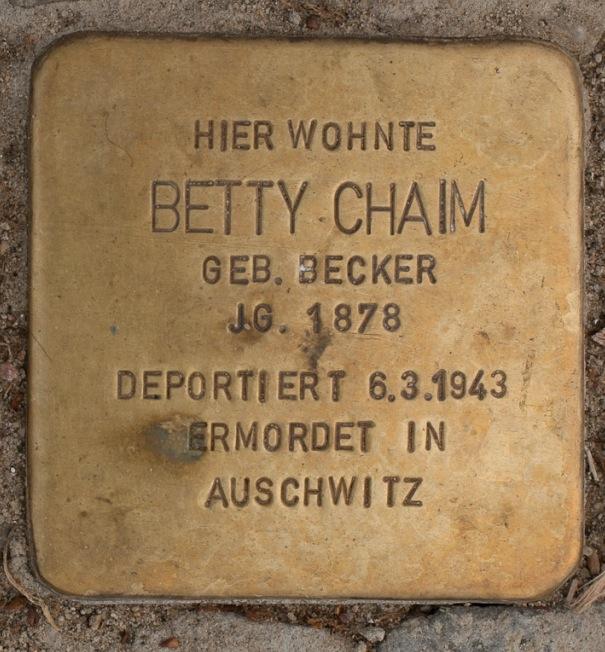 HIER WOHNTE
BETTY CHAIM
GEB. BECKER
JG. 1878
DEPORTIERT 6.3.1943
ERMORDET IN
AUSCHWITZ